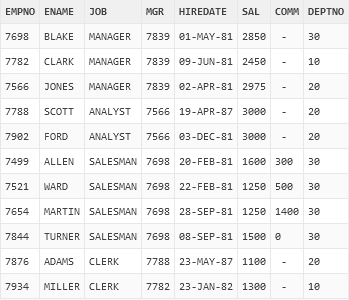 EMPNO ENAME JOB MGR HIREDATE SAL COMM DEPTNO
7698 BLAKE MANAGER 7839 01-MAY-81 2850 - 30
7782 CLARK MANAGER 7839 09-JUN-81 2450 - 10
7566 JONES MANAGER 7839 02-APR-81 2975 - 20
7788 SCOTT ANALYST 7566 19-APR-87 3000 - 20
7902 FORD ANALYST 7566 03-DEC-81 3000 - 20
7499 ALLEN SALESMAN 7698 20-FEB-81 1600 300 30
7521 WARD SALESMAN 7698 22-FEB-81 1250 500 30
7654 MARTIN SALESMAN 7698 28-SEP-81 1250 1400 30
7844 TURNER SALESMAN 7698 08-SEP-81 1500 0 30
7876 ADAMS CLERK 7788 23-MAY-87 1100 - 20
7934 MILLER CLERK 7782 23-JAN-82 1300 - 10